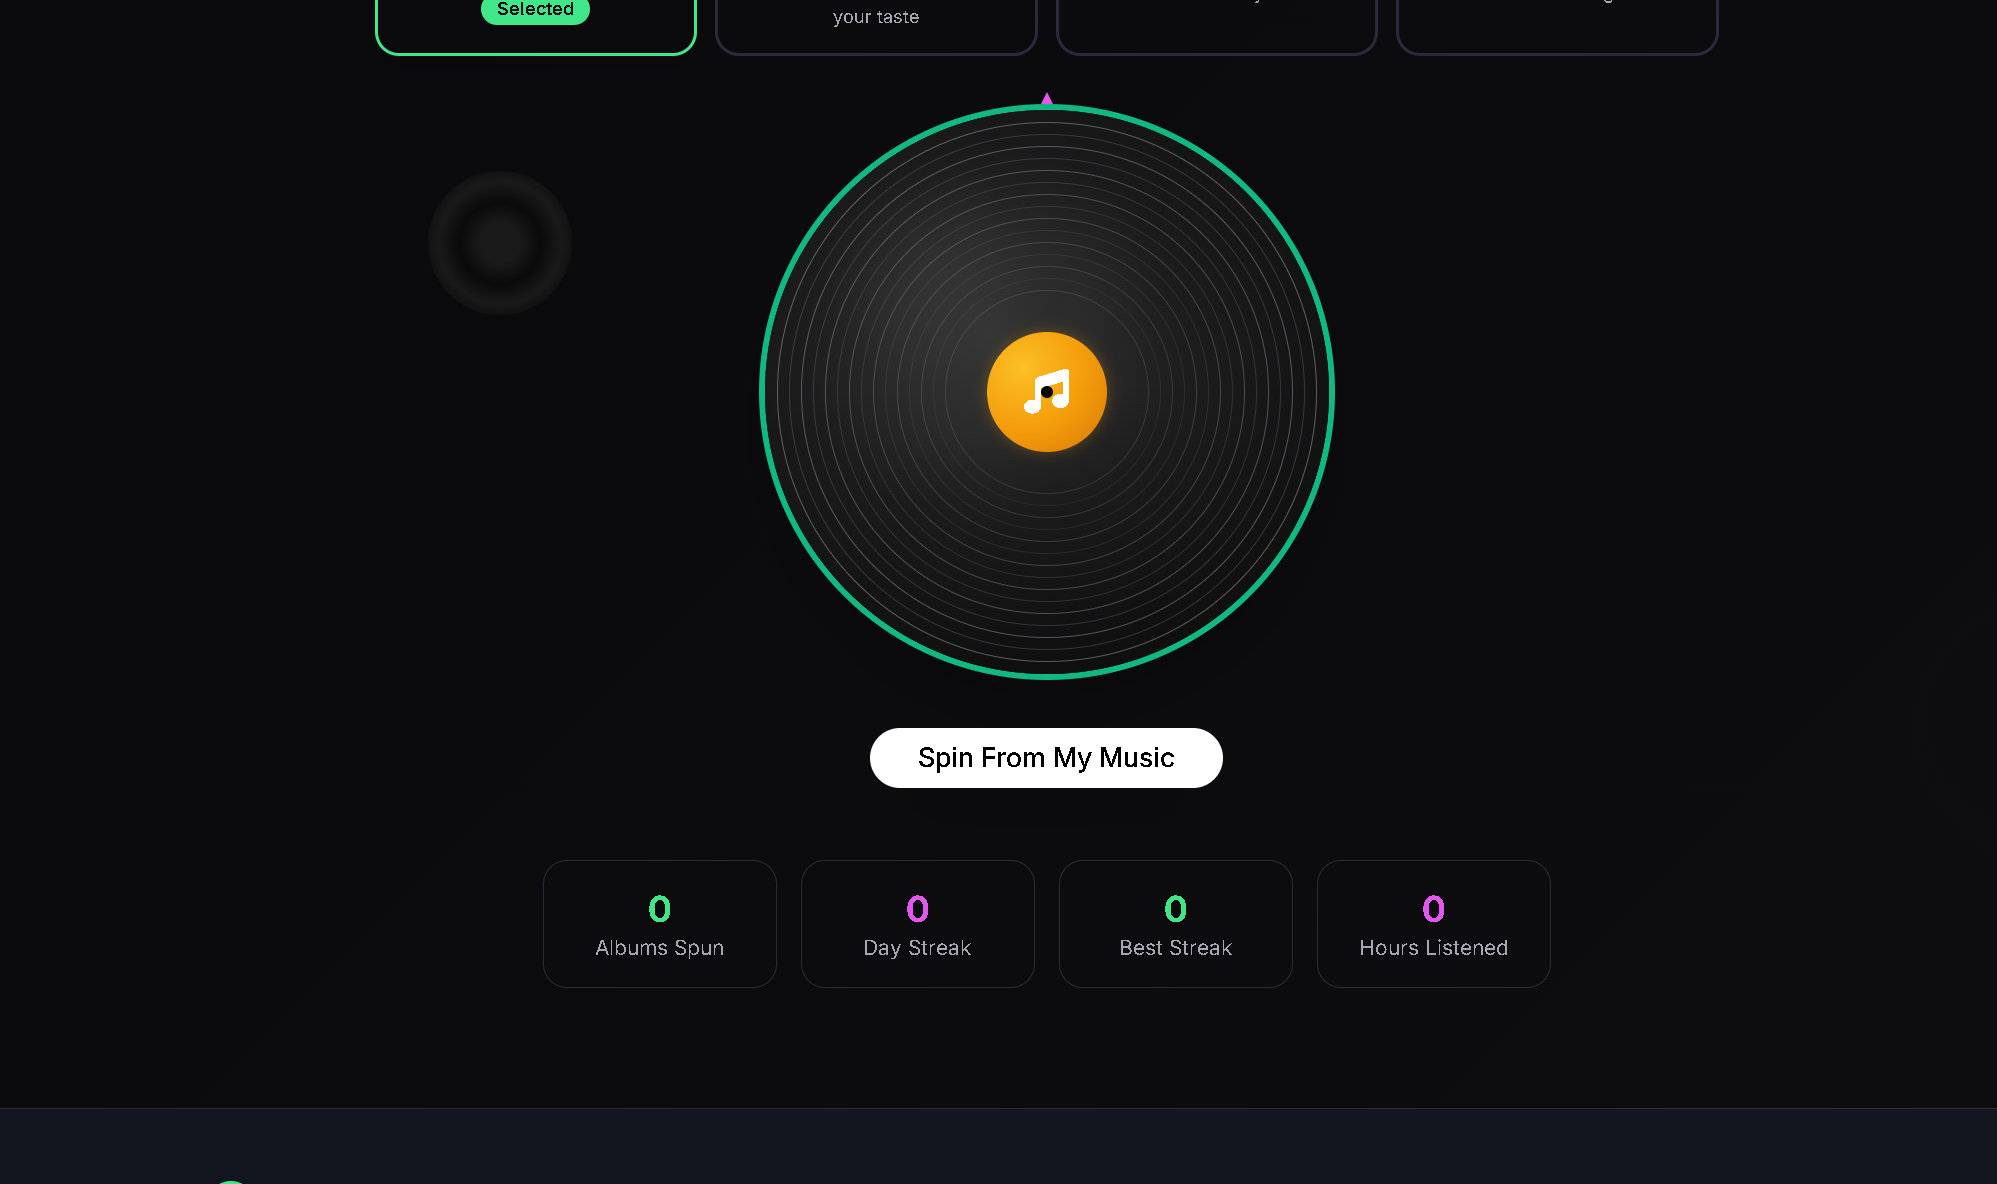 Selected
your taste
Spin From My Music
0
Albums Spun
0
Day Streak
0
Best Streak
0
Hours Listened